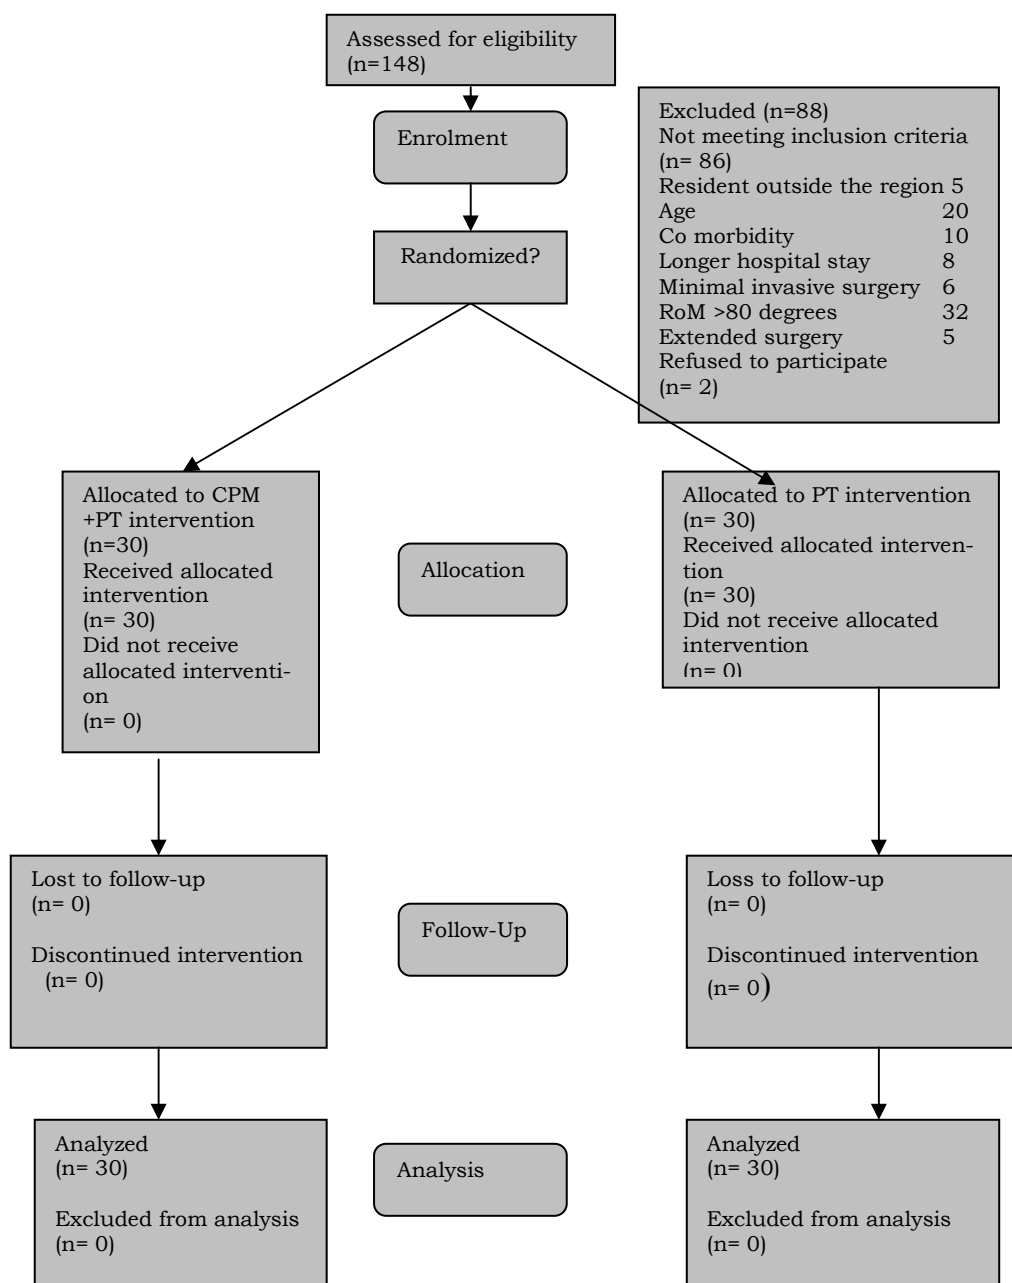 Assessed for eligibility
(n=148)
Enrolment
Excluded (n=88)
Not meeting inclusion criteria
(n= 86)
Resident outside the region 5
Age 20
Co morbidity 10
Longer hospital stay 8
Minimal invasive surgery 6
RoM >80 degrees 32
Extended surgery 5
Refused to participate
(n= 2)
Randomized?
Allocated to CPM
+PT intervention
(n=30)
Received allocated
intervention
(n= 30)
Did not receive
allocated interventi-
on
(n= 0)
Allocation
Allocated to PT intervention
(n= 30)
Received allocated interven-
tion
(n= 30)
Did not receive allocated
intervention
(n= 0)
Lost to follow-up
(n= 0)
Discontinued intervention
(n= 0)
Follow-Up
Loss to follow-up
(n= 0)
Discontinued intervention
(n= 0)
Analyzed
(n= 30)
Excluded from analysis
(n= 0)
Analysis
Analyzed
(n= 30)
Excluded from analysis
(n= 0)